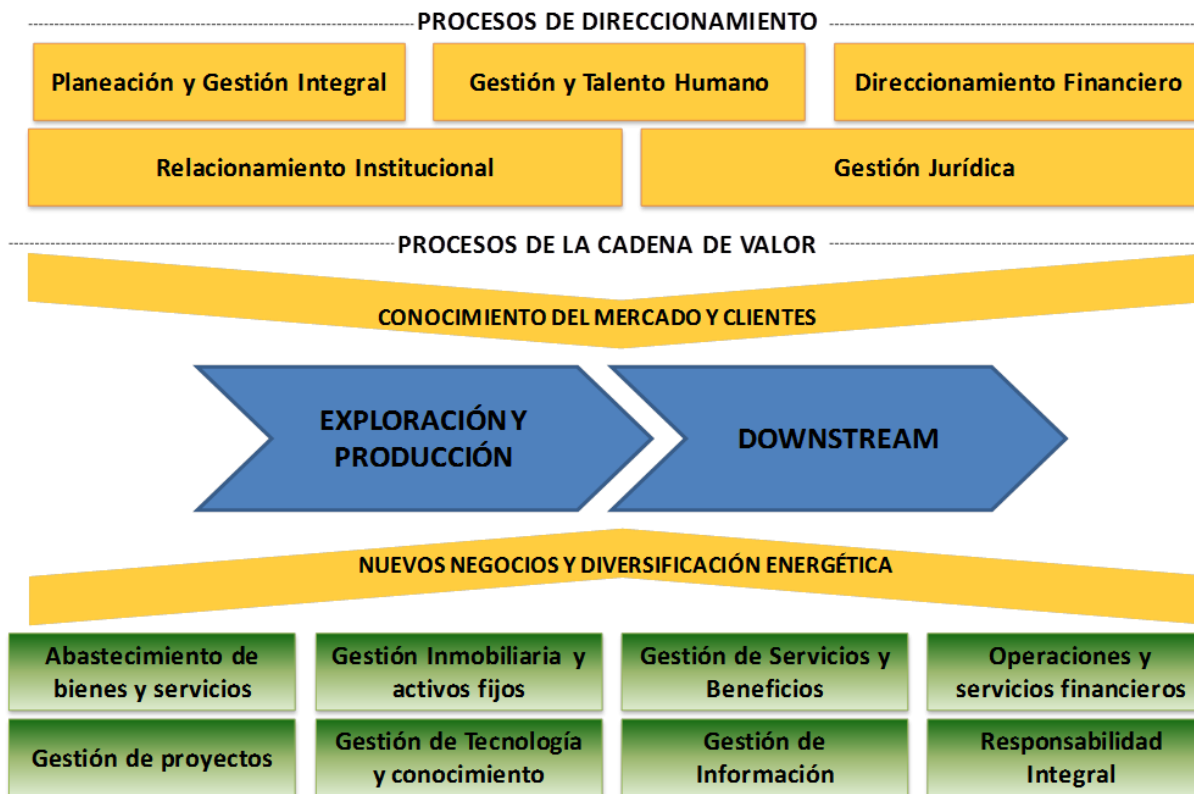 PROCESOS DE DIRECCIONAMIENTO
Planeación y Gestión Integral
Gestión y Talento Humano
Direccionamiento Financiero
Relacionamiento Institucional
Gestión Jurídica
PROCESOS DE LA CADENA DE VALOR
CONOCIMIENTO DEL MERCADO Y CLIENTES
EXPLORACIÓN Y
PRODUCCIÓN
DOWNSTREAM
NUEVOS NEGOCIOS Y DIVERSIFICACIÓN ENERGÉTICA
Abastecimiento de
bienes y servicios
Gestión Inmobiliaria y
activos fijos
Gestión de Servicios y
Beneficios
Operaciones y
servicios financieros
Gestión de proyectos
Gestión de Tecnología
y conocimiento
Gestión de
Información
Responsabilidad
Integral